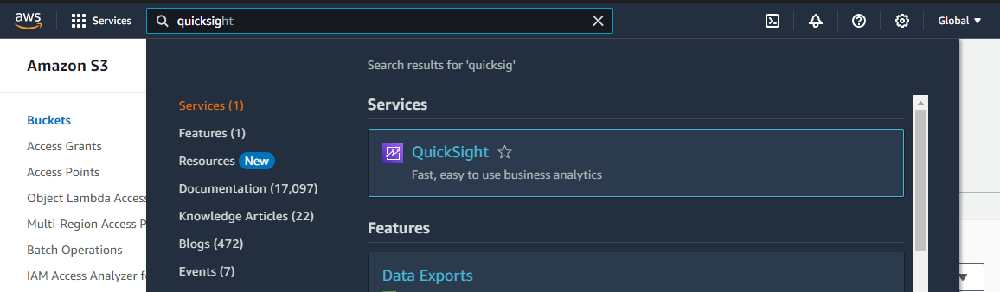 aws
Services
quicksight
Global
Amazon S3
Buckets
Access Grants
Access Points
Object Lambda Access
Multi-Region Access P
Batch Operations
IAM Access Analyzer fo
Search results for 'quicksig'
Services (1)
Features (1)
Resources New
Documentation (17,097)
Knowledge Articles (22)
Blogs (472)
Events (7)
Services
QuickSight
Fast, easy to use business analytics
Features
Data Exports